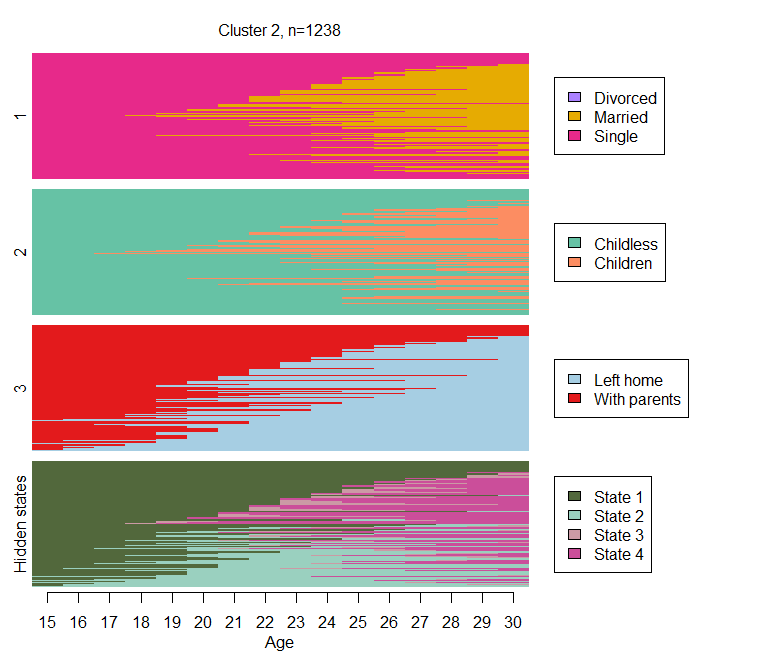 Cluster 2, n=1238
1
Divorced
Married
Single
2
Childless
Children
3
Left home
With parents
Hidden states
State 1
State 2
State 3
State 4
15 16 17 18 19 20 21 22 23 24 25 26 27 28 29 30
Age